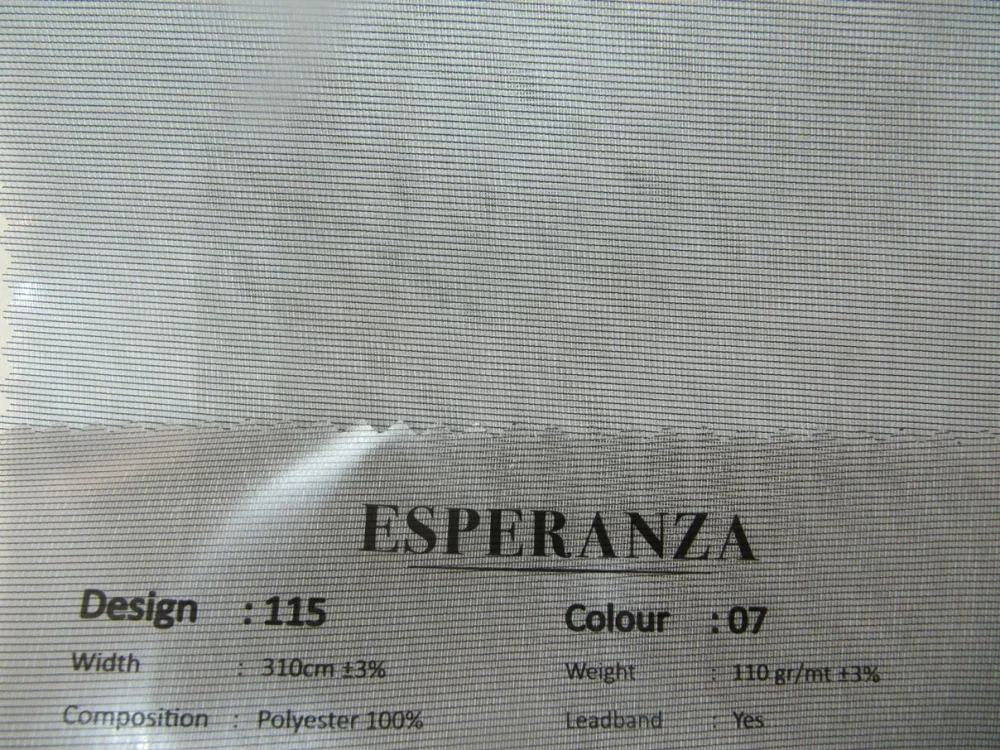 ESPERANZA
Design : 115 Colour : 07
Width : 310cm ±3% Weight : 110 gr/mt ±3%
Composition : Polyester 100% Leadband : Yes